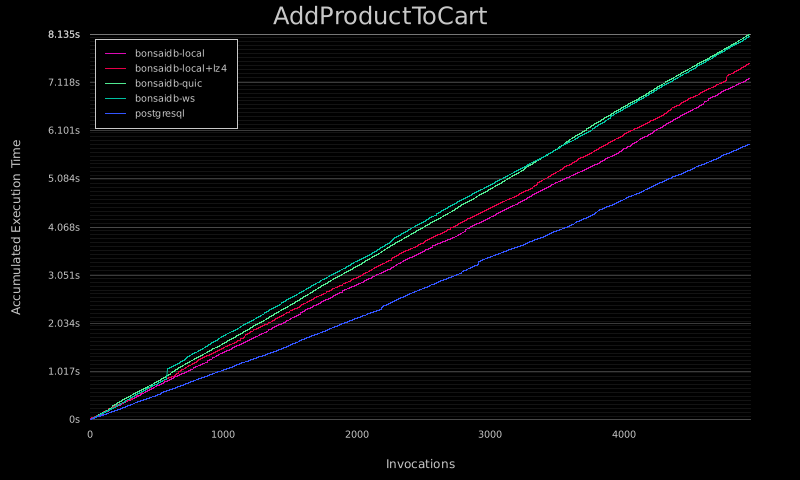 AddProductToCart
8.135s
7.118s
6.101s
5.084s
4.068s
3.051s
2.034s
1.017s
0s
bonsaidb-local
bonsaidb-local+lz4
bonsaidb-quic
bonsaidb-ws
postgresql
Accumulated Execution Time
0 1000 2000 3000 4000
Invocations